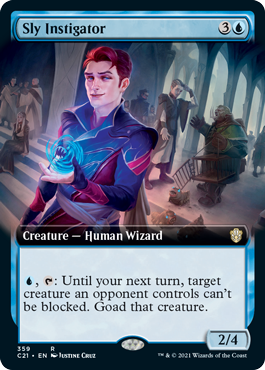 Sly Instigator 3
Creature — Human Wizard
, : Until your next turn, target
creature an opponent controls can't
be blocked. Goad that creature.
2/4
359 R
C21 • EN Justine Cruz
™ & © 2021 Wizards of the Coast